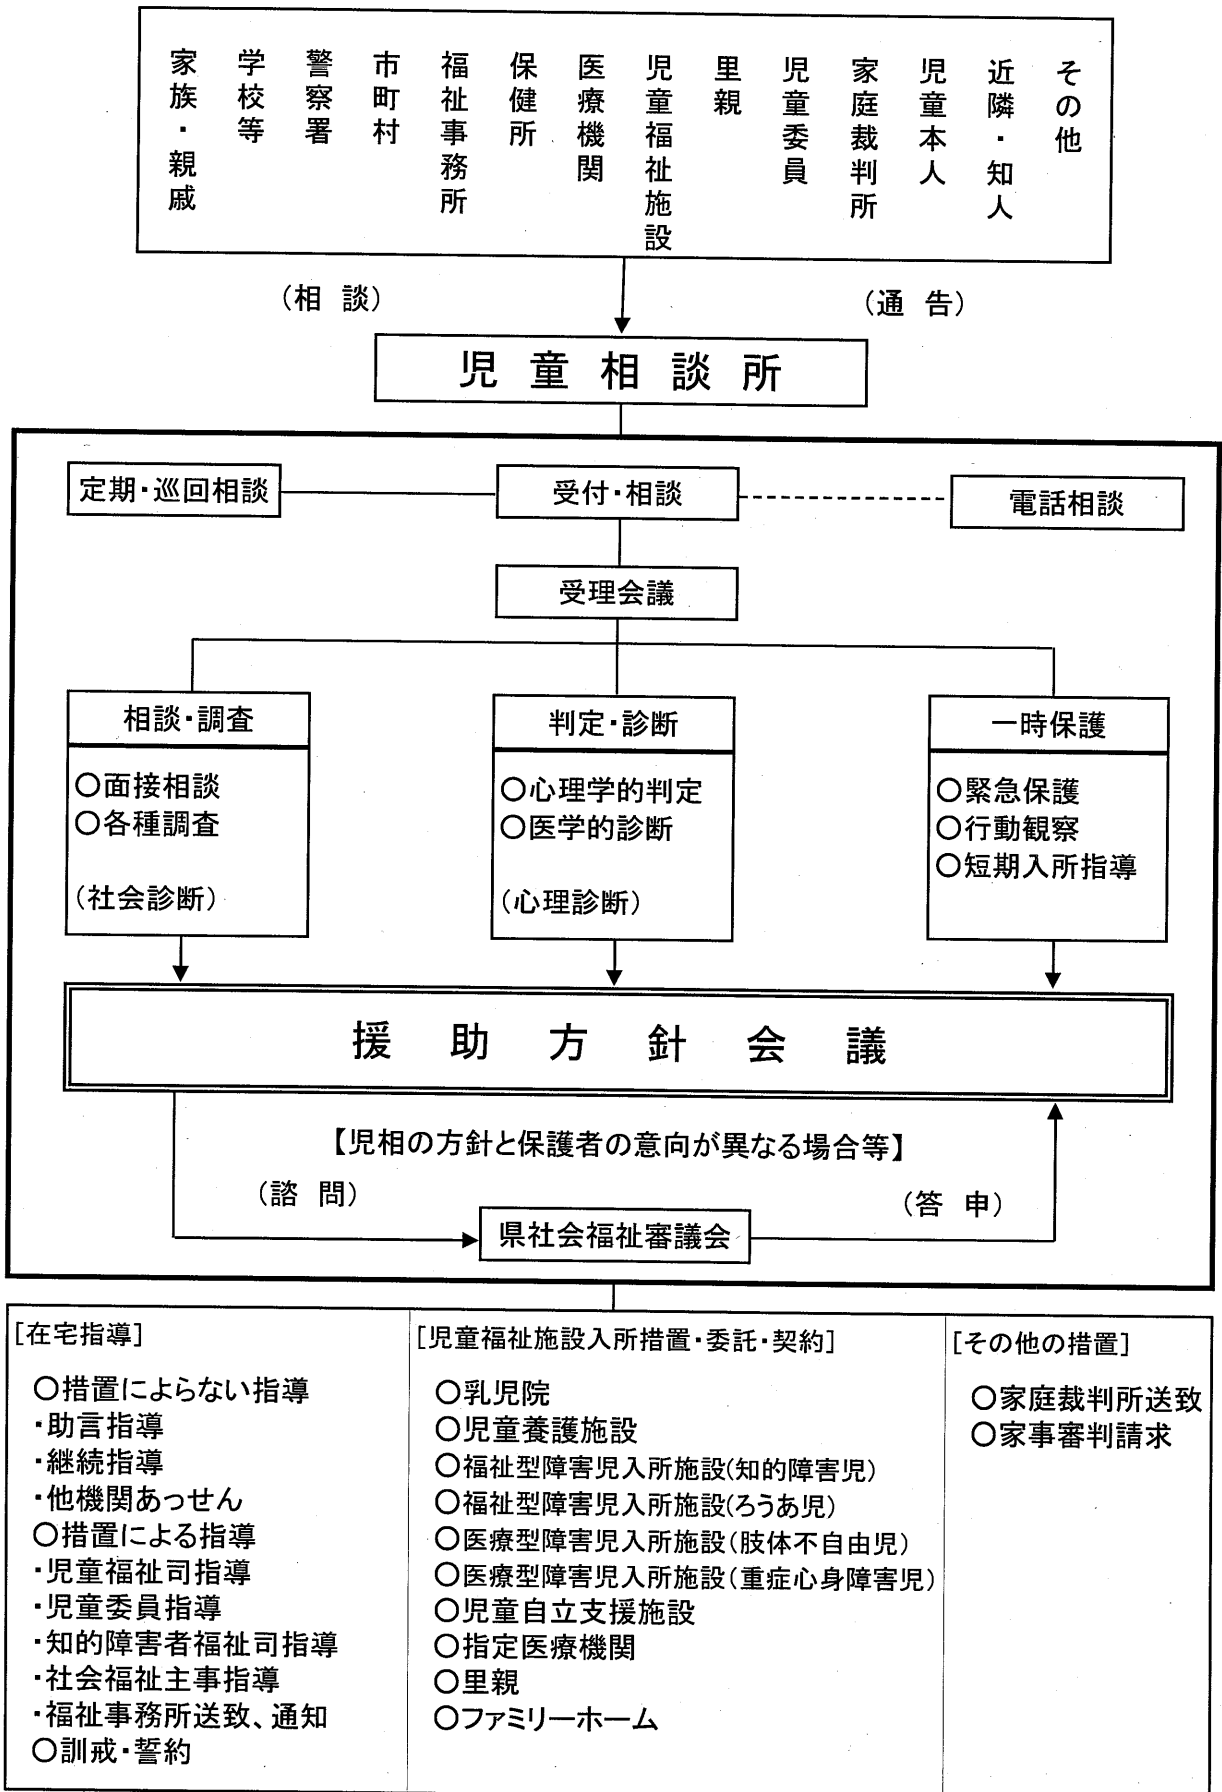 家族・親戚
学校等
警察署
市町村
福祉事務所
保健所
医療機関
児童福祉施設
里親
児童委員
家庭裁判所
児童本人
近隣・知人
その他
（相　談）
（通　告）
児　童　相　談　所
定期・巡回相談
受付・相談
電話相談
受理会議
相談・調査
○面接相談
○各種調査
（社会診断）
判定・診断
○心理学的判定
○医学的診断
（心理診断）
一時保護
○緊急保護
○行動観察
○短期入所指導
援　助　方　針　会　議
【児相の方針と保護者の意向が異なる場合等】
（諮　問）
（答　申）
県社会福祉審議会
［在宅指導］
○措置によらない指導
・助言指導
・継続指導
・他機関あっせん
○措置による指導
・児童福祉司指導
・児童委員指導
・知的障害者福祉司指導
・社会福祉主事指導
・福祉事務所送致、通知
○訓戒・誓約
［児童福祉施設入所措置・委託・契約］
○乳児院
○児童養護施設
○福祉型障害児入所施設（知的障害児）
○福祉型障害児入所施設（ろうあ児）
○医療型障害児入所施設（肢体不自由児）
○医療型障害児入所施設（重症心身障害児）
○児童自立支援施設
○指定医療機関
○里親
○ファミリーホーム
［その他の措置］
○家庭裁判所送致
○家事審判請求